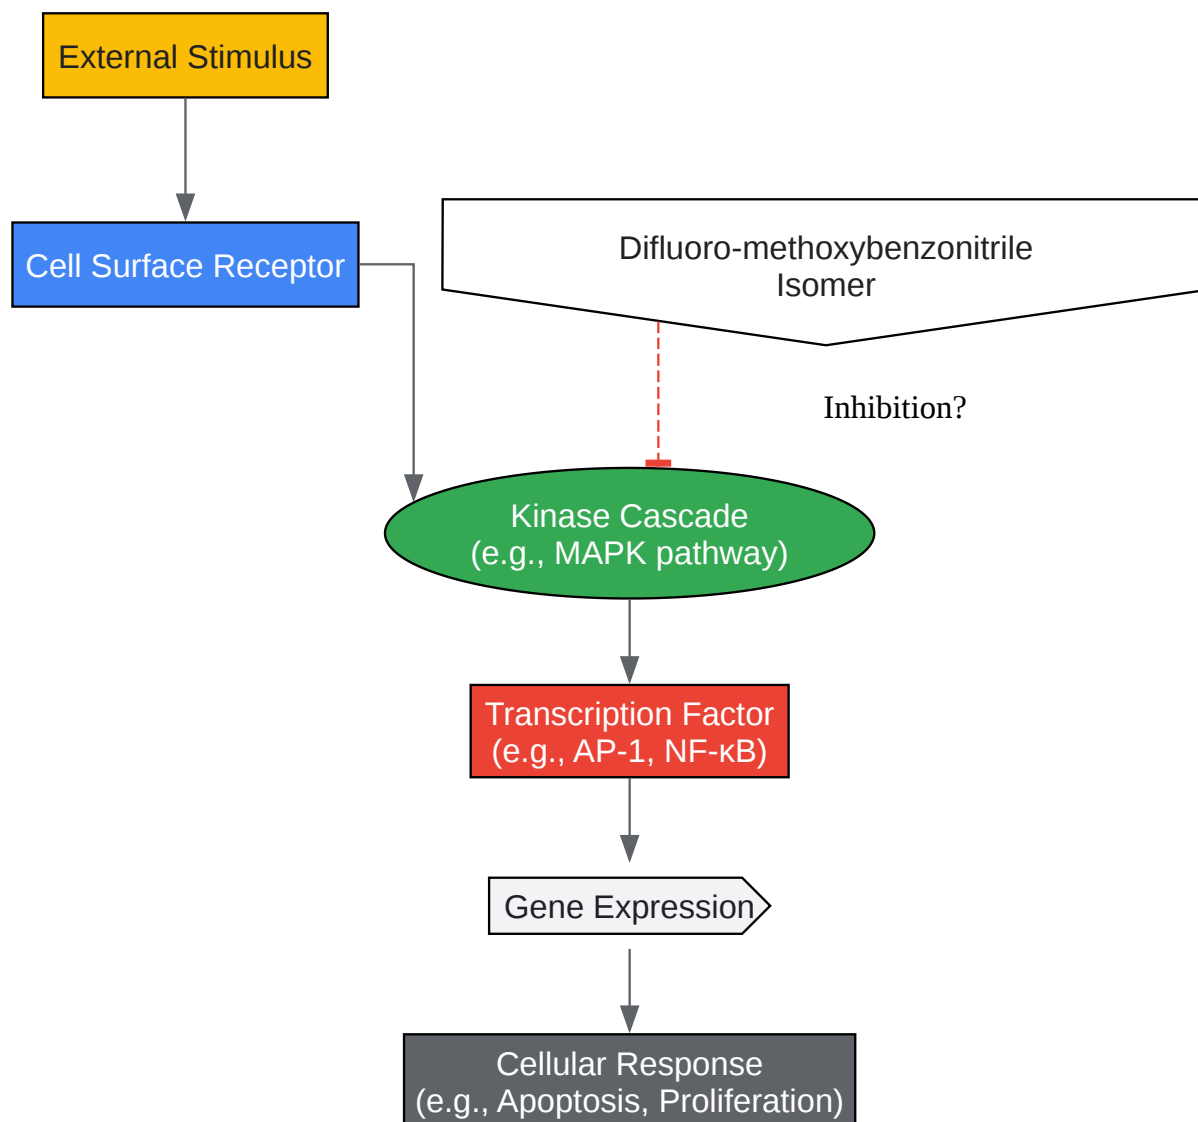 External Stimulus
Cell Surface Receptor
Difluoro-methoxybenzonitrile
Isomer
Inhibition?
Kinase Cascade
(e.g., MAPK pathway)
Transcription Factor
(e.g., AP-1, NF-κB)
Gene Expression
Cellular Response
(e.g., Apoptosis, Proliferation)